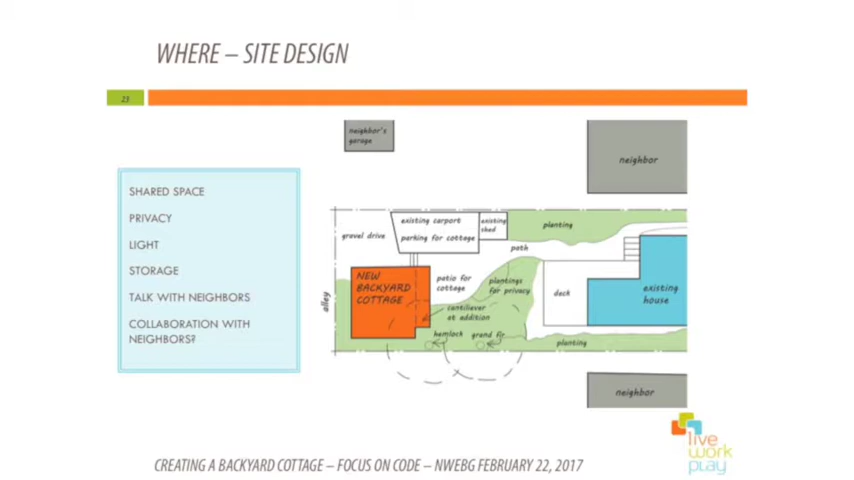 WHERE – SITE DESIGN
23
SHARED SPACE
PRIVACY
LIGHT
STORAGE
TALK WITH NEIGHBORS
COLLABORATION WITH
NEIGHBORS?
neighbor's
garage
neighbor
existing carport
parking for cottage
existing
shed
planting
gravel drive
path
NEW
BACKYARD
COTTAGE
patio for
cottage
plantings
for privacy
deck
existing
house
alley
cantiliever
at addition
hemlock
grand fir
planting
neighbor
live
work
play
CREATING A BACKYARD COTTAGE – FOCUS ON CODE – NWEBG FEBRUARY 22, 2017